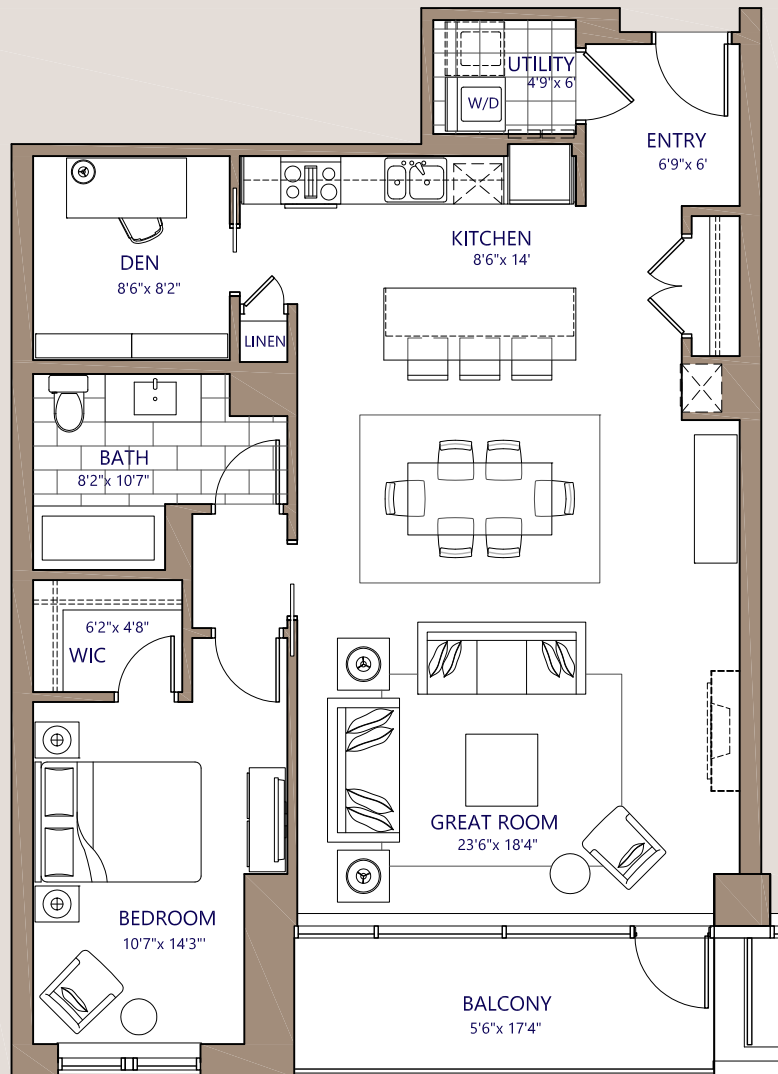 UTILITY
4'9"x 6'
W/D
ENTRY
6'9"x 6'
KITCHEN
8'6"x 14'
DEN
8'6"x 8'2"
LINEN
BATH
8'2"x 10'7"
6'2"x 4'8"
WIC
GREAT ROOM
23'6"x 18'4"
BEDROOM
10'7"x 14'3"'
BALCONY
5'6"x 17'4"